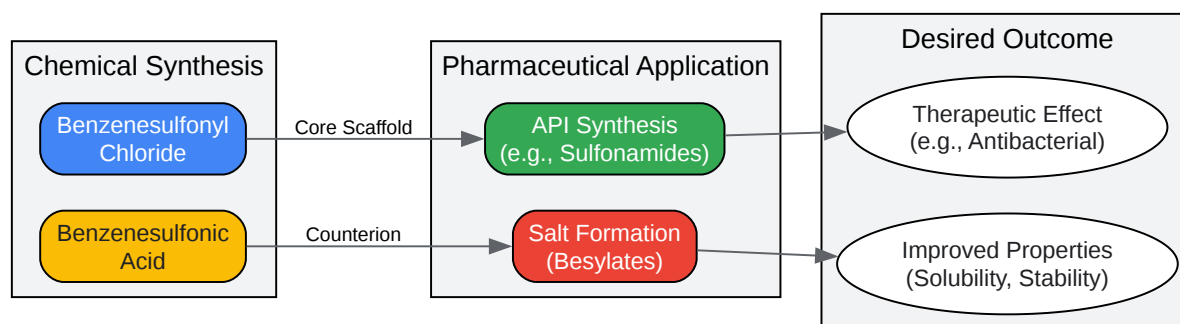 Chemical Synthesis
Benzenesulfonyl
Chloride
Benzenesulfonic
Acid
Core Scaffold
Counterion
Pharmaceutical Application
API Synthesis
(e.g., Sulfonamides)
Salt Formation
(Besylates)
Desired Outcome
Therapeutic Effect
(e.g., Antibacterial)
Improved Properties
(Solubility, Stability)